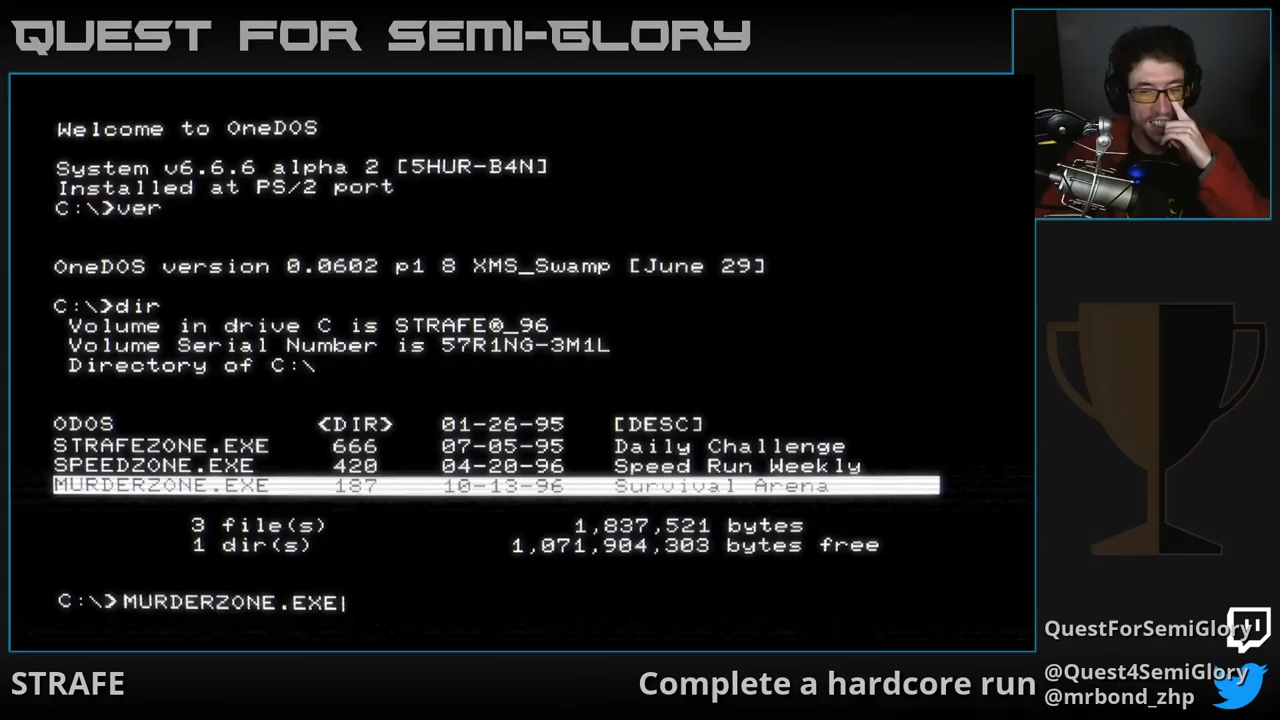 QUEST FOR SEMI-GLORY
Welcome to OneDOS
System v6.6.6 alpha 2 [5HUR-B4N]
Installed at PS/2 port
C:\>ver
OneDOS version 0.0602 p1 8 XMS_Swamp [June 29]
C:\>dir
Volume in drive C is STRAFE®_96
Volume Serial Number is 57R1NG-3M1L
Directory of C:\
ODOS <DIR> 01-26-95 [DESC]
STRAFEZONE.EXE 666 07-05-95 Daily Challenge
SPEEDZONE.EXE 420 04-20-96 Speed Run Weekly
MURDERZONE.EXE 187 10-13-96 Survival Arena
3 file(s) 1,837,521 bytes
1 dir(s) 1,071,904,303 bytes free
C:\>MURDERZONE.EXE|
QuestForSemiGlory
@Quest4SemiGlory
@mrbond_zhp
STRAFE Complete a hardcore run